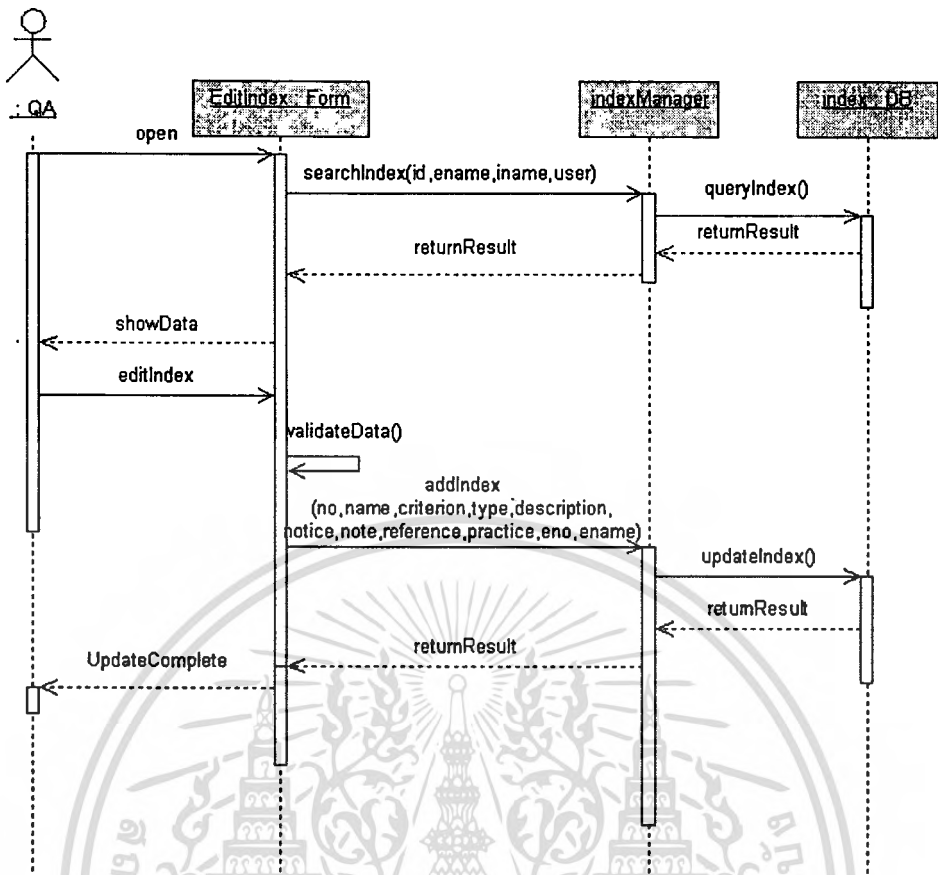 : QA
EditIndex : Form
indexManager
index : DB
open
searchIndex(id,ename,iname,user)
queryIndex()
returnResult
returnResult
showData
editIndex
validateData()
addIndex
(no,name,criterion,type,description,
notice,note,reference,practice,eno,ename)
updateIndex()
returnResult
returnResult
UpdateComplete